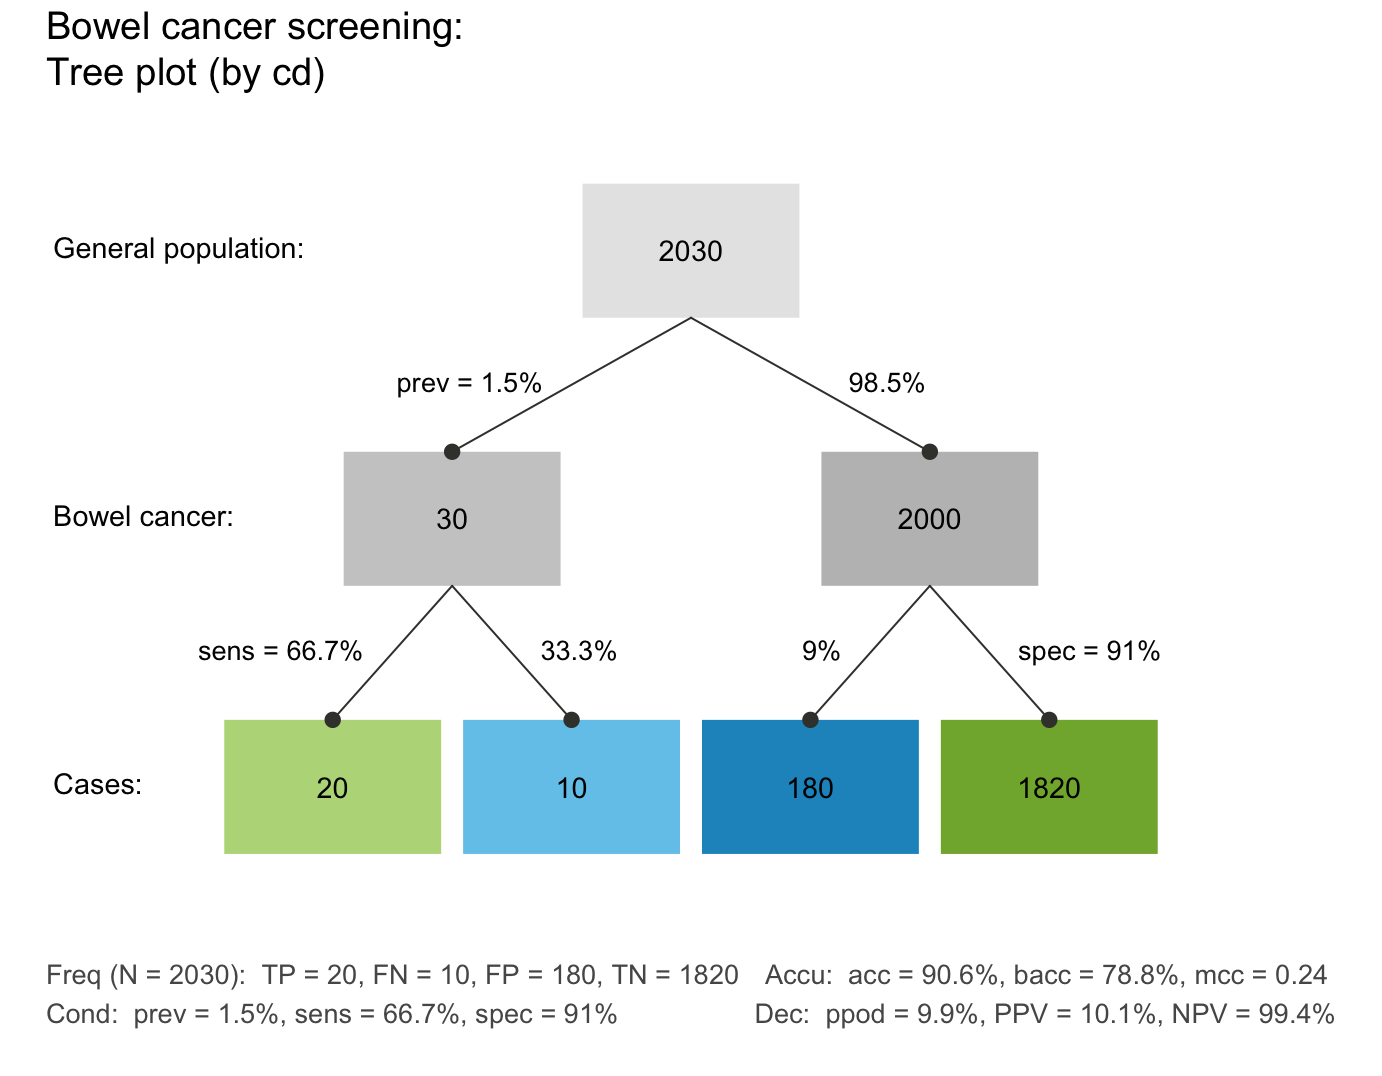 Bowel cancer screening:
Tree plot (by cd)
General population:
2030
prev = 1.5%
98.5%
Bowel cancer:
30
2000
sens = 66.7%
33.3%
9%
spec = 91%
Cases:
20
10
180
1820
Freq (N = 2030):  TP = 20, FN = 10, FP = 180, TN = 1820
Accu:  acc = 90.6%, bacc = 78.8%, mcc = 0.24
Cond:  prev = 1.5%, sens = 66.7%, spec = 91%
Dec:  ppod = 9.9%, PPV = 10.1%, NPV = 99.4%